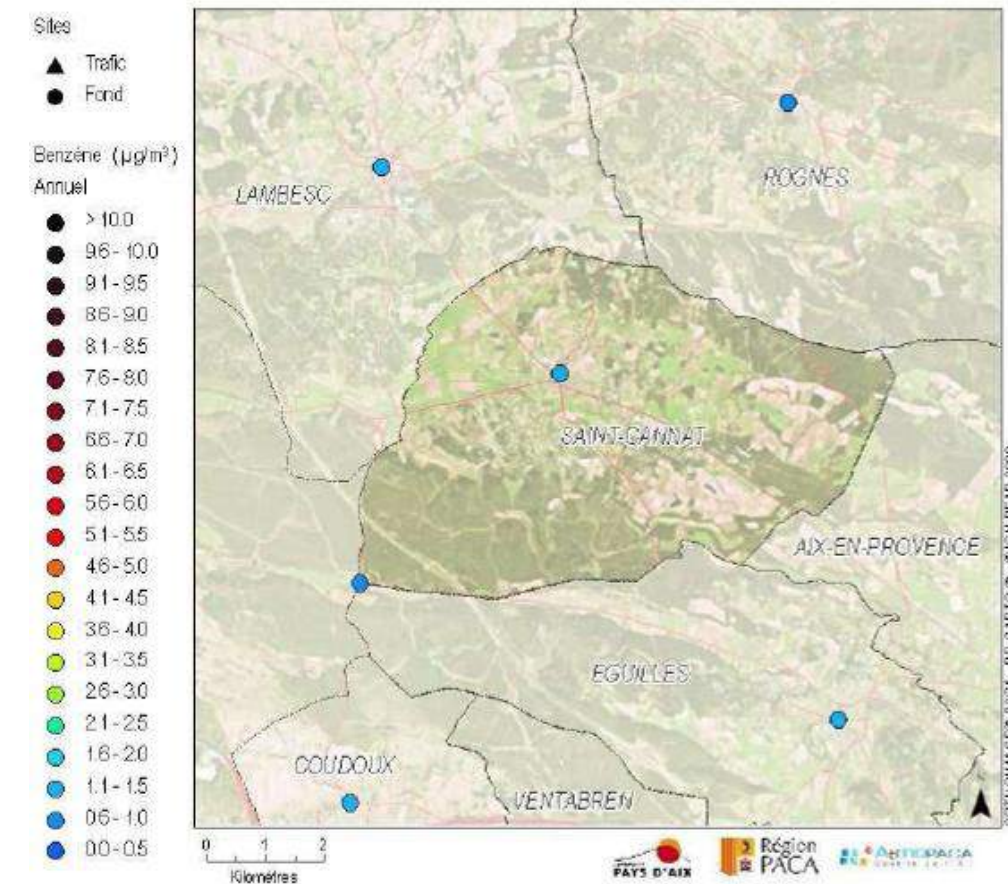 Sites
Trafic
Fond
Benzène (µg/m³)
Annuel
> 10.0
9.6 - 10.0
9.1 - 9.5
8.6 - 9.0
8.1 - 8.5
7.6 - 8.0
7.1 - 7.5
6.6 - 7.0
6.1 - 6.5
5.6 - 6.0
5.1 - 5.5
4.6 - 5.0
4.1 - 4.5
3.6 - 4.0
3.1 - 3.5
2.6 - 3.0
2.1 - 2.5
1.6 - 2.0
1.1 - 1.5
0.6 - 1.0
0.0 - 0.5
LAMBESC
ROGNES
SAINT-CANNAT
AIX-EN-PROVENCE
EGUILLES
COUDOUX
VENTABREN
0 1 2
Kilomètres
PAYS D'AIX
Région
PACA
AtmoPACA